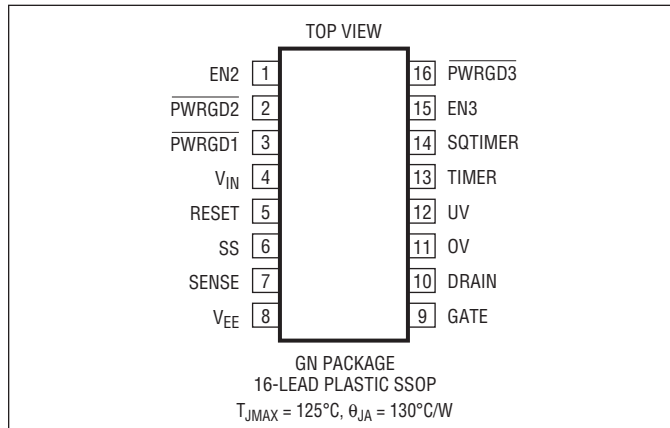 TOP VIEW
EN2 1 16 PWRGD3
PWRGD2 2 15 EN3
PWRGD1 3 14 SQTIMER
VIN 4 13 TIMER
RESET 5 12 UV
SS 6 11 OV
SENSE 7 10 DRAIN
VEE 8 9 GATE
GN PACKAGE
16-LEAD PLASTIC SSOP
TJMAX = 125°C, θJA = 130°C/W